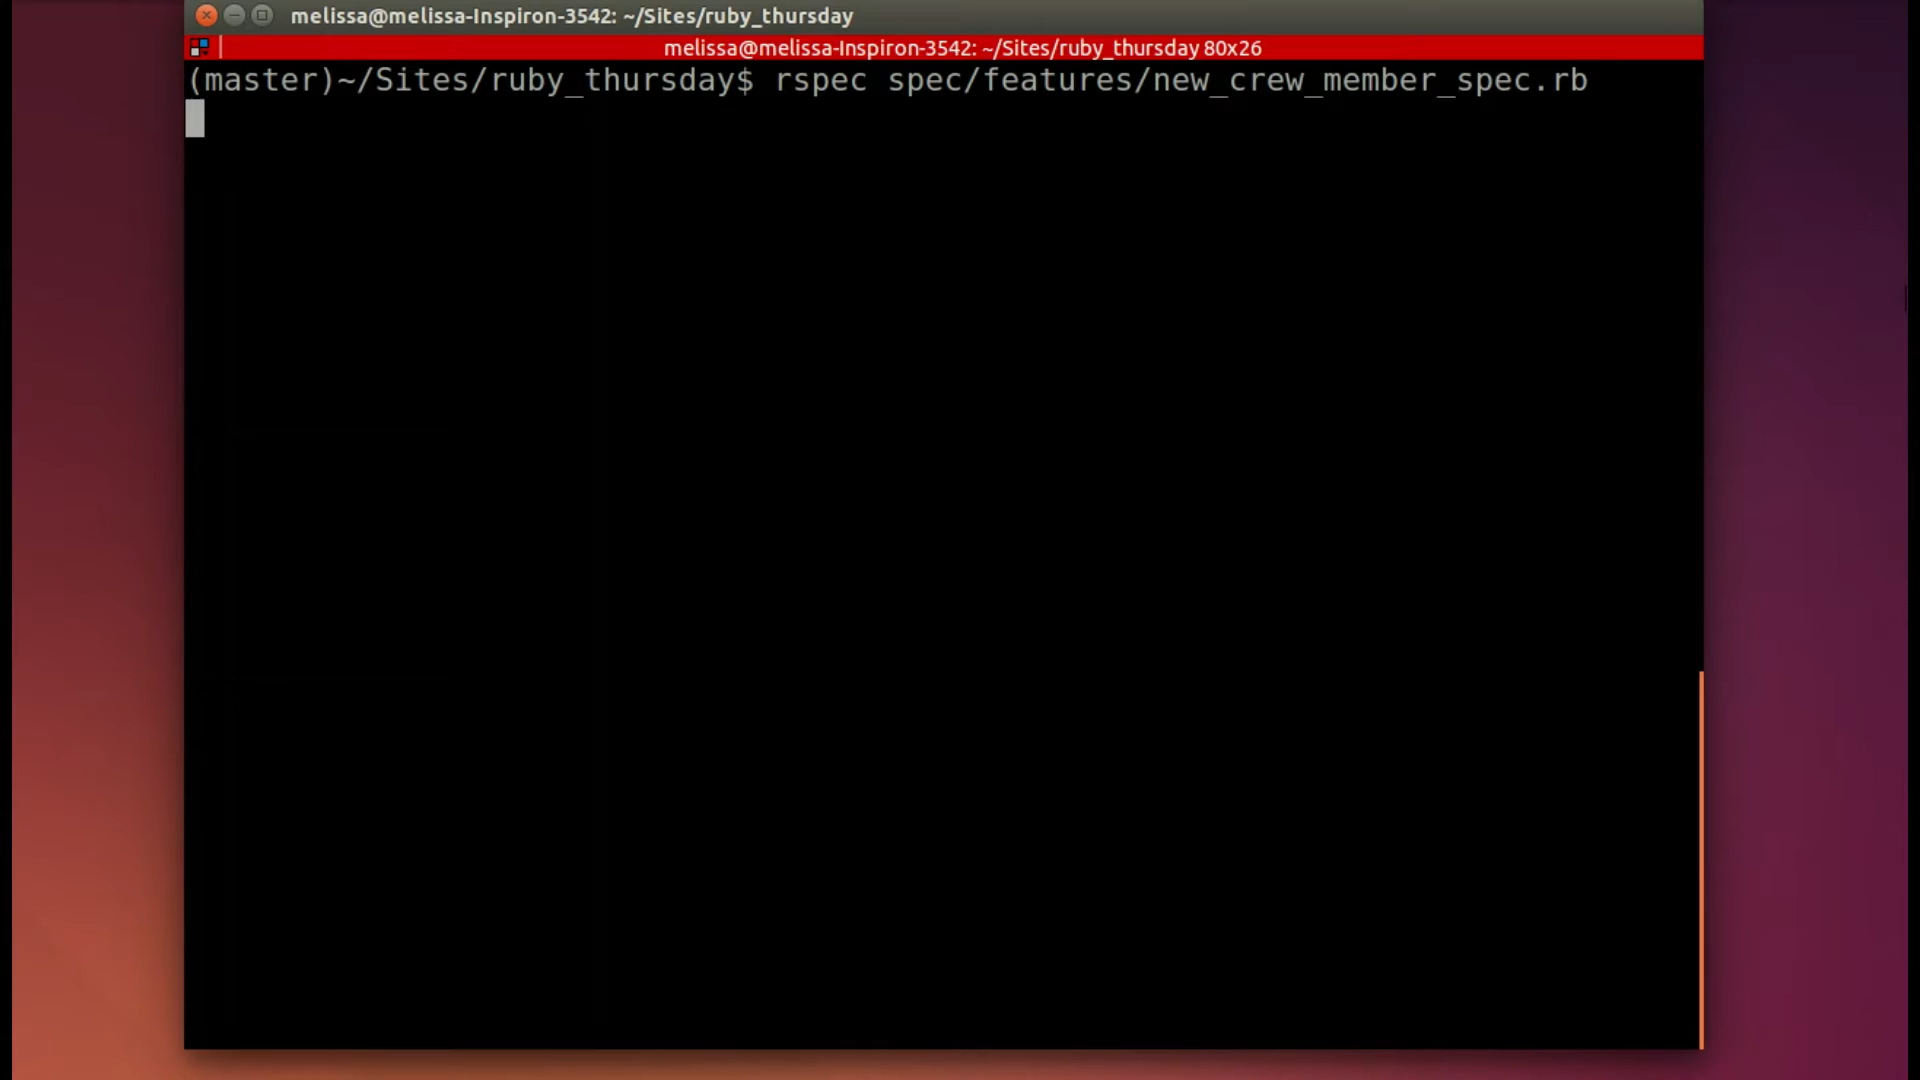 melissa@melissa-Inspiron-3542: ~/Sites/ruby_thursday
melissa@melissa-Inspiron-3542: ~/Sites/ruby_thursday 80x26
(master)~/Sites/ruby_thursday$ rspec spec/features/new_crew_member_spec.rb